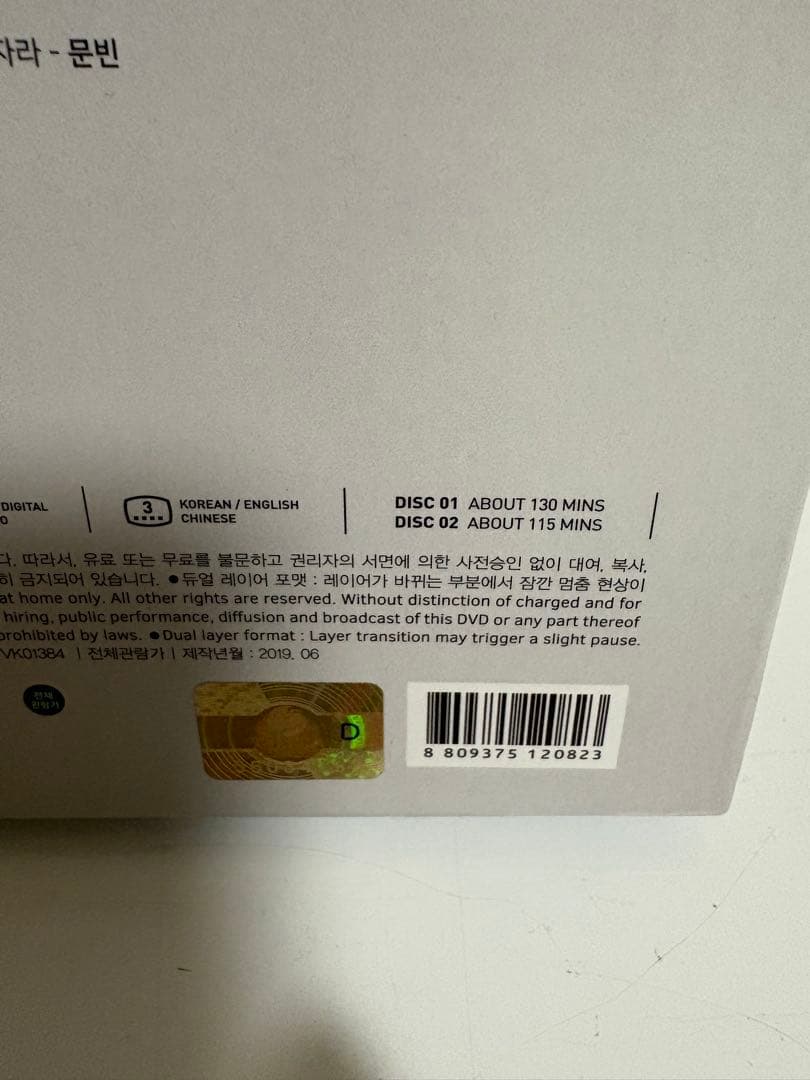 자라 - 문빈
DIGITAL
3
KOREAN / ENGLISH
CHINESE
DISC 01 ABOUT 130 MINS
DISC 02 ABOUT 115 MINS
다. 따라서, 유료 또는 무료를 불문하고 권리자의 서면에 의한 사전승인 없이 대여, 복사,
히 금지되어 있습니다. ●듀얼 레이어 포맷 : 레이어가 바뀌는 부분에서 잠깐 멈춤 현상이
at home only. All other rights are reserved. Without distinction of charged and for
hiring, public performance, diffusion and broadcast of this DVD or any part thereof
prohibited by laws. ●Dual layer format : Layer transition may trigger a slight pause.
VK01384 | 전체관람가 | 제작년월 : 2019. 06
전체
관람가
D
8 809375 120823